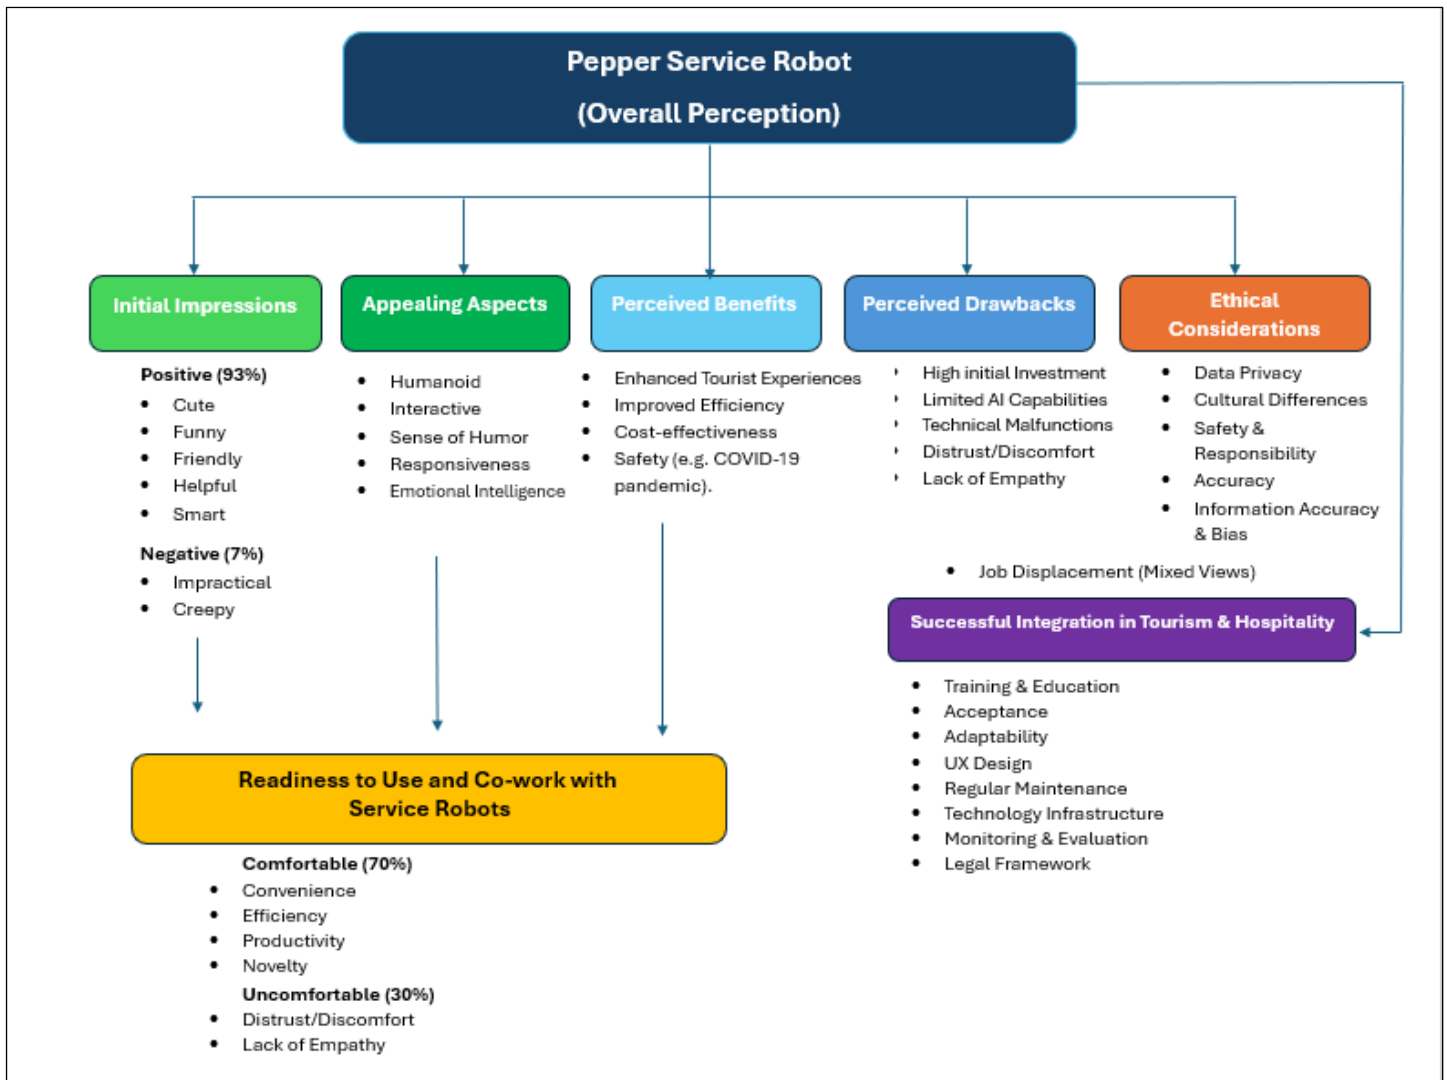 Pepper Service Robot
(Overall Perception)
Initial Impressions
Positive (93%)
• Cute
• Funny
• Friendly
• Helpful
• Smart
Negative (7%)
• Impractical
• Creepy
Appealing Aspects
• Humanoid
• Interactive
• Sense of Humor
• Responsiveness
• Emotional Intelligence
Perceived Benefits
• Enhanced Tourist Experiences
• Improved Efficiency
• Cost-effectiveness
• Safety (e.g. COVID-19
pandemic).
Perceived Drawbacks
• High initial Investment
• Limited AI Capabilities
• Technical Malfunctions
• Distrust/Discomfort
• Lack of Empathy
Ethical
Considerations
• Data Privacy
• Cultural Differences
• Safety &
Responsibility
• Accuracy
• Information Accuracy
& Bias
• Job Displacement (Mixed Views)
Successful Integration in Tourism & Hospitality
• Training & Education
• Acceptance
• Adaptability
• UX Design
• Regular Maintenance
• Technology Infrastructure
• Monitoring & Evaluation
• Legal Framework
Readiness to Use and Co-work with
Service Robots
Comfortable (70%)
• Convenience
• Efficiency
• Productivity
• Novelty
Uncomfortable (30%)
• Distrust/Discomfort
• Lack of Empathy